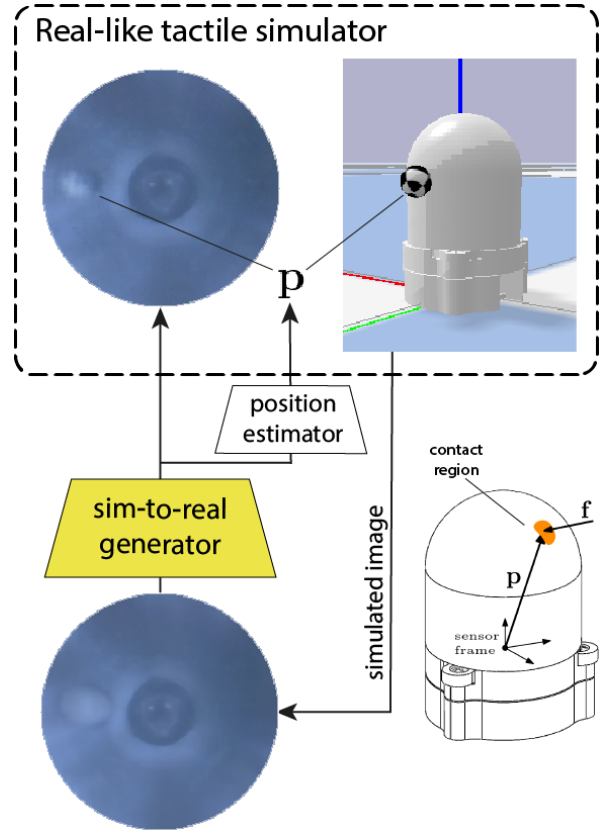 Real-like tactile simulator
p
position
estimator
sim-to-real
generator
simulated image
contact
region
f
p
sensor
frame